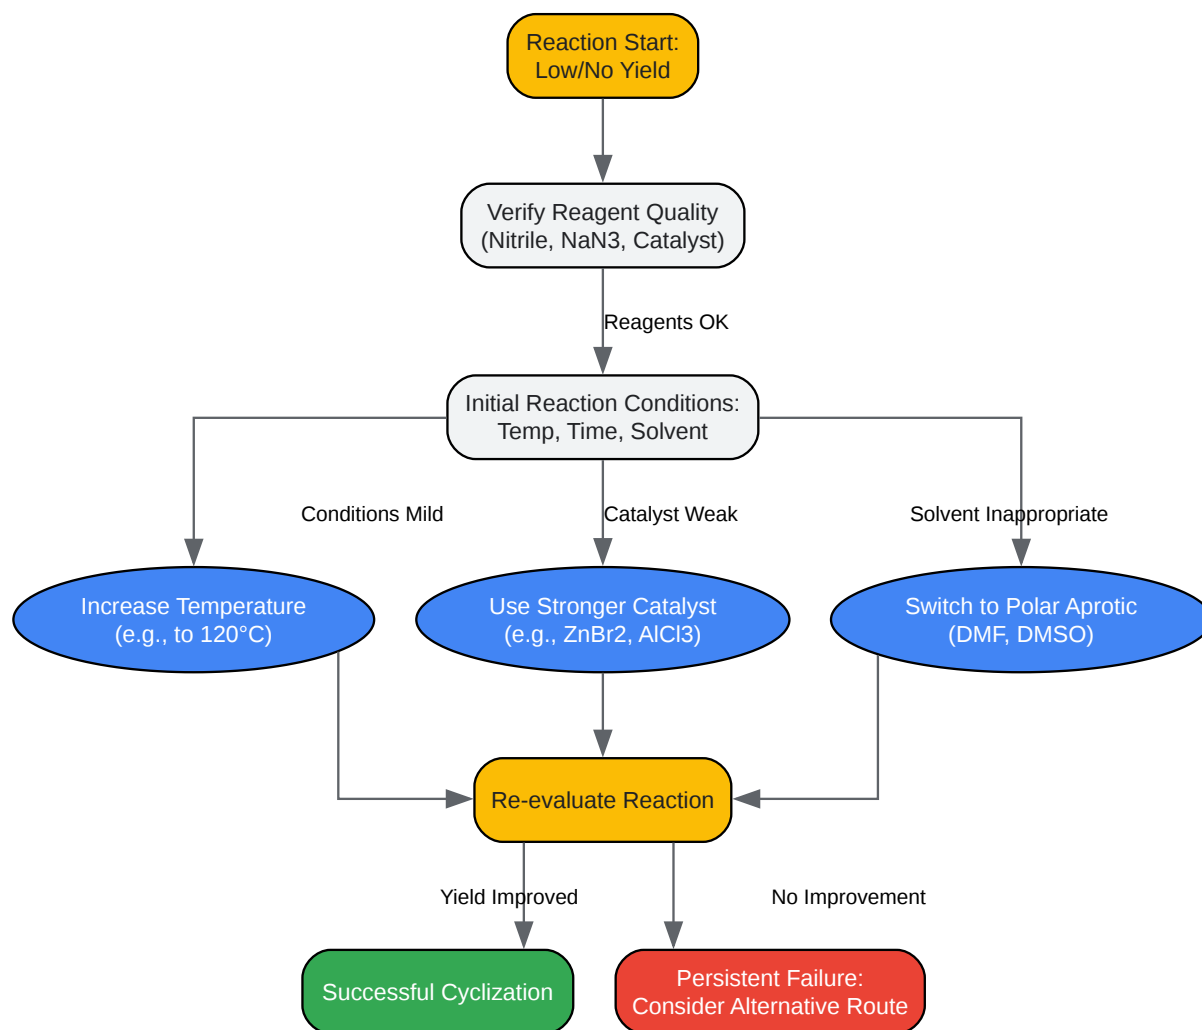 Reaction Start:
Low/No Yield
Verify Reagent Quality
(Nitrile, NaN3, Catalyst)
Reagents OK
Initial Reaction Conditions:
Temp, Time, Solvent
Conditions Mild
Catalyst Weak
Solvent Inappropriate
Increase Temperature
(e.g., to 120°C)
Use Stronger Catalyst
(e.g., ZnBr2, AlCl3)
Switch to Polar Aprotic
(DMF, DMSO)
Re-evaluate Reaction
Yield Improved
No Improvement
Successful Cyclization
Persistent Failure:
Consider Alternative Route